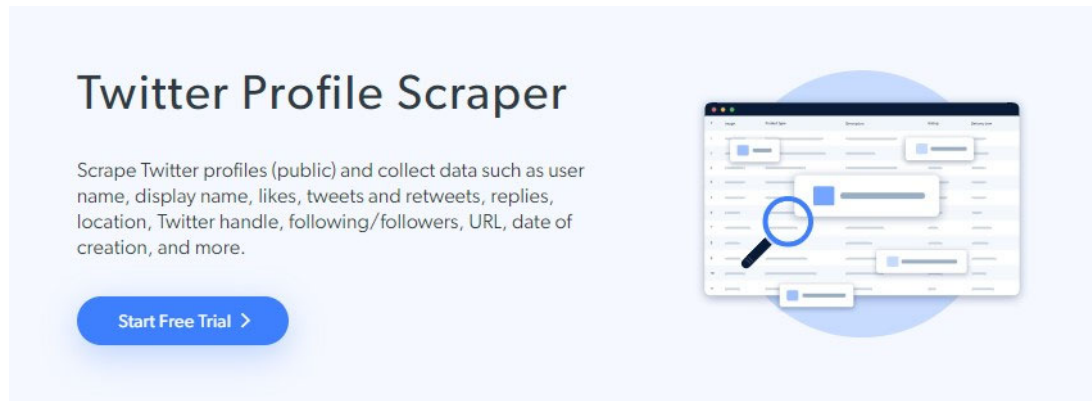 Twitter Profile Scraper
Scrape Twitter profiles (public) and collect data such as user
name, display name, likes, tweets and retweets, replies,
location, Twitter handle, following/followers, URL, date of
creation, and more.
Start Free Trial >